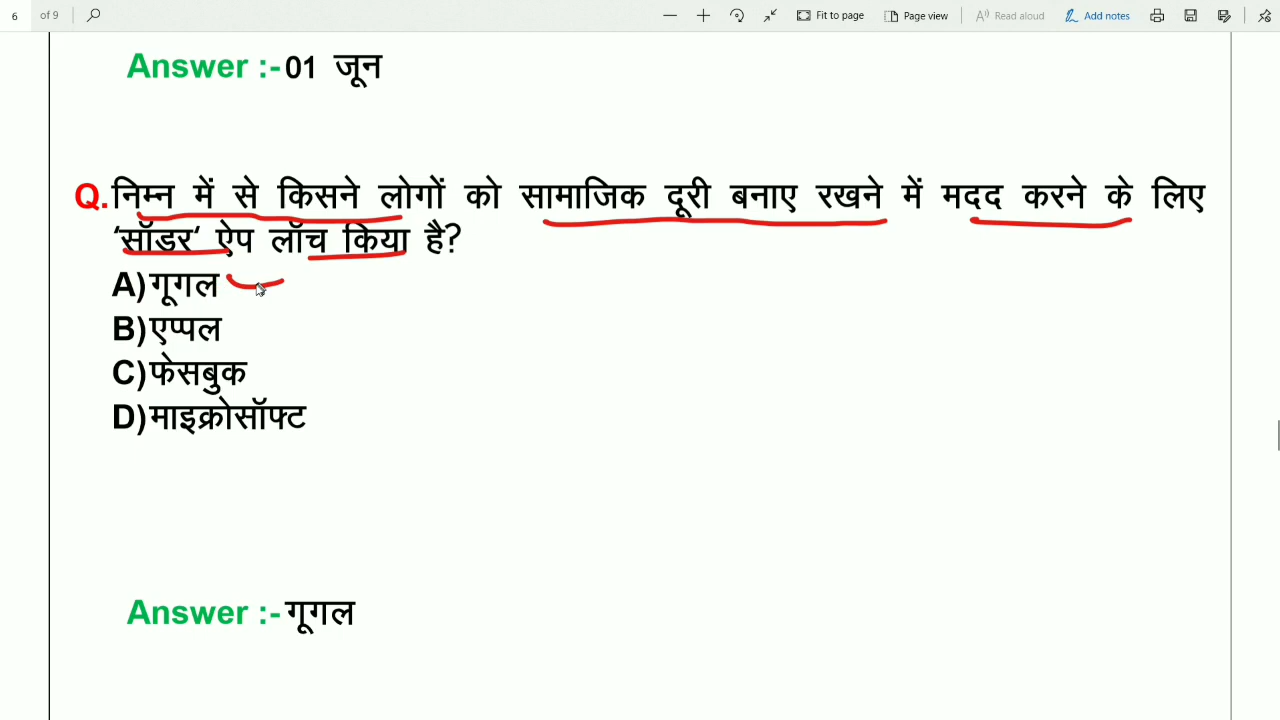 6 of 9 Fit to page Page view Read aloud Add notes
Answer :- 01 जून
Q. निम्न में से किसने लोगों को सामाजिक दूरी बनाए रखने में मदद करने के लिए
‘सॉडर‘ ऐप लॉच किया है?
A) गूगल
B) एप्पल
C) फेसबुक
D) माइक्रोसॉफ्ट
Answer :- गूगल